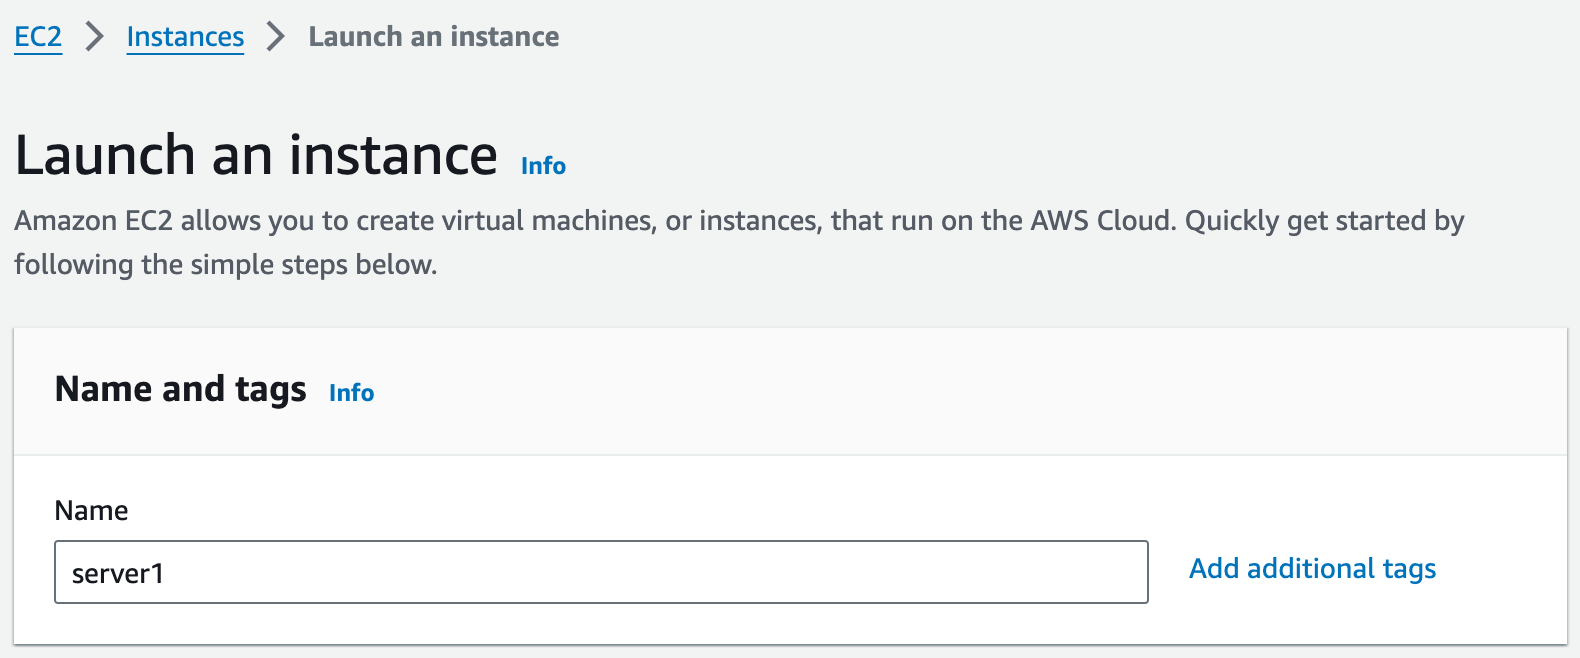 EC2 > Instances > Launch an instance
Launch an instance Info
Amazon EC2 allows you to create virtual machines, or instances, that run on the AWS Cloud. Quickly get started by
following the simple steps below.
Name and tags Info
Name
server1
Add additional tags